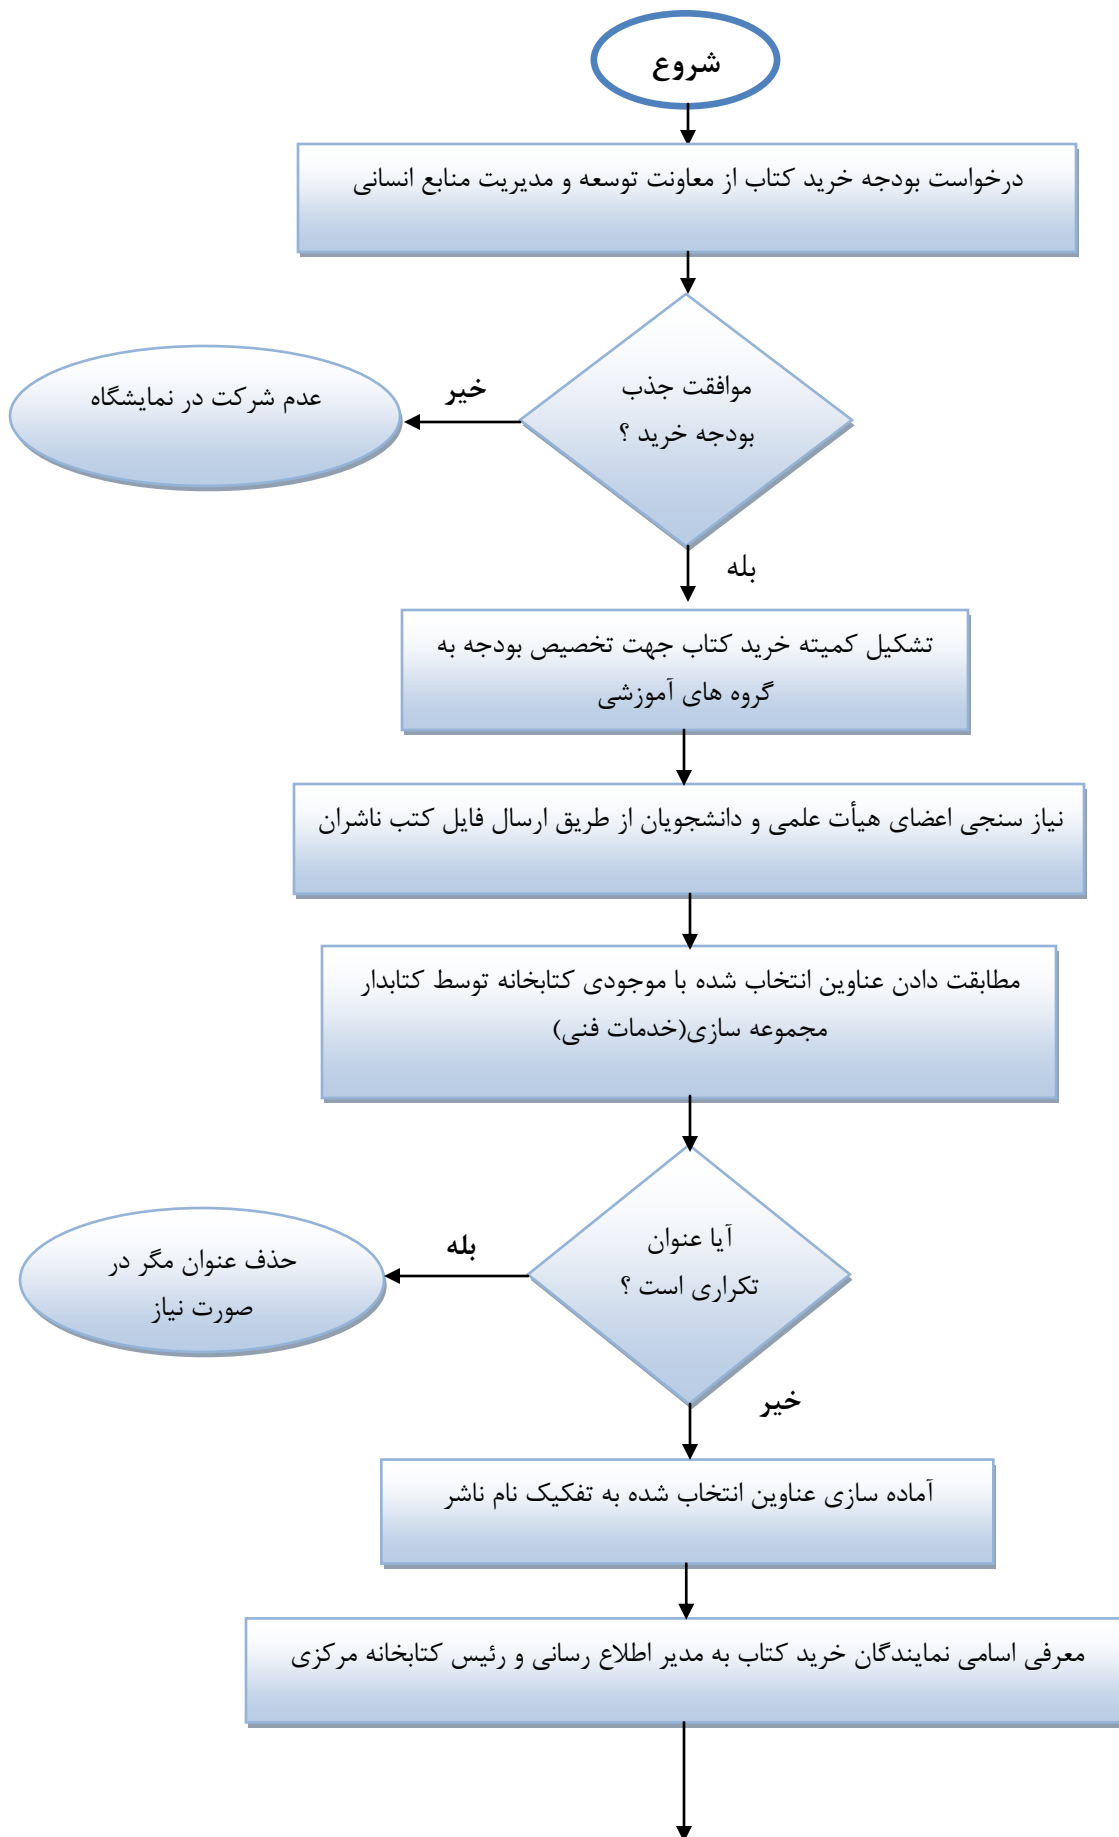 شروع
درخواست بودجه خرید کتاب از معاونت توسعه و مدیریت منابع انسانی
موافقت جذب
بودجه خرید ؟
خیر
عدم شرکت در نمایشگاه
بله
تشکیل کمیته خرید کتاب جهت تخصیص بودجه به
گروه های آموزشی
نیاز سنجی اعضای هیأت علمی و دانشجویان از طریق ارسال فایل کتب ناشران
مطابقت دادن عناوین انتخاب شده با موجودی کتابخانه توسط کتابدار
مجموعه سازی(خدمات فنی)
آیا عنوان
تکراری است ؟
بله
حذف عنوان مگر در
صورت نیاز
خیر
آماده سازی عناوین انتخاب شده به تفکیک نام ناشر
معرفی اسامی نمایندگان خرید کتاب به مدیر اطلاع رسانی و رئیس کتابخانه مرکزی